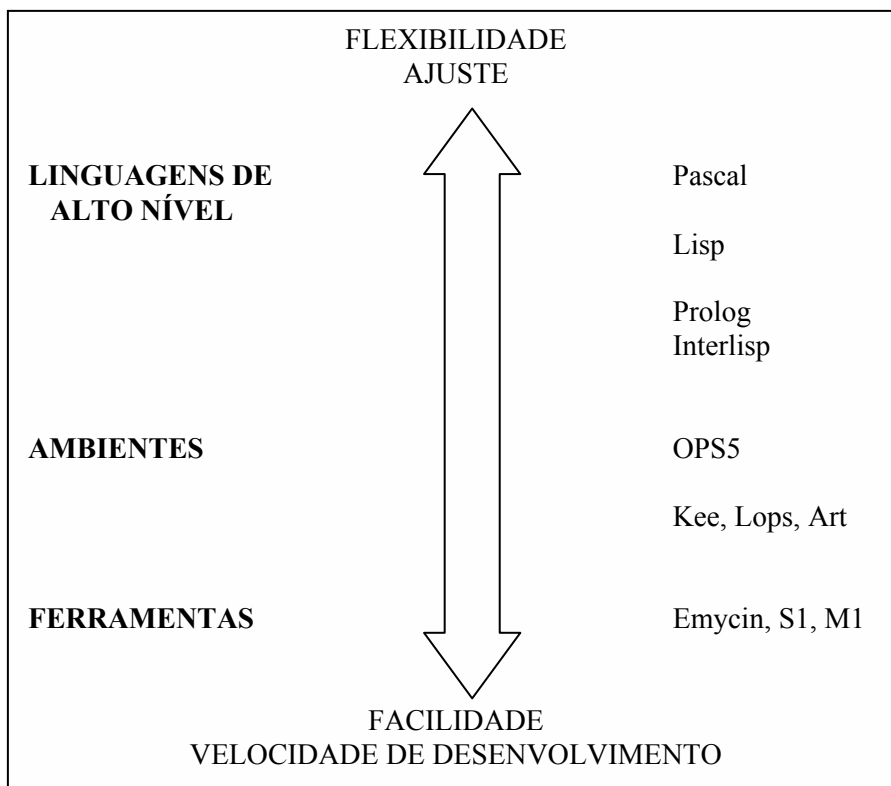 FLEXIBILIDADE
AJUSTE
LINGUAGENS DE
ALTO NÍVEL
Pascal
Lisp
Prolog
Interlisp
AMBIENTES
OPS5
Kee, Lops, Art
FERRAMENTAS
Emycin, S1, M1
FACILIDADE
VELOCIDADE DE DESENVOLVIMENTO